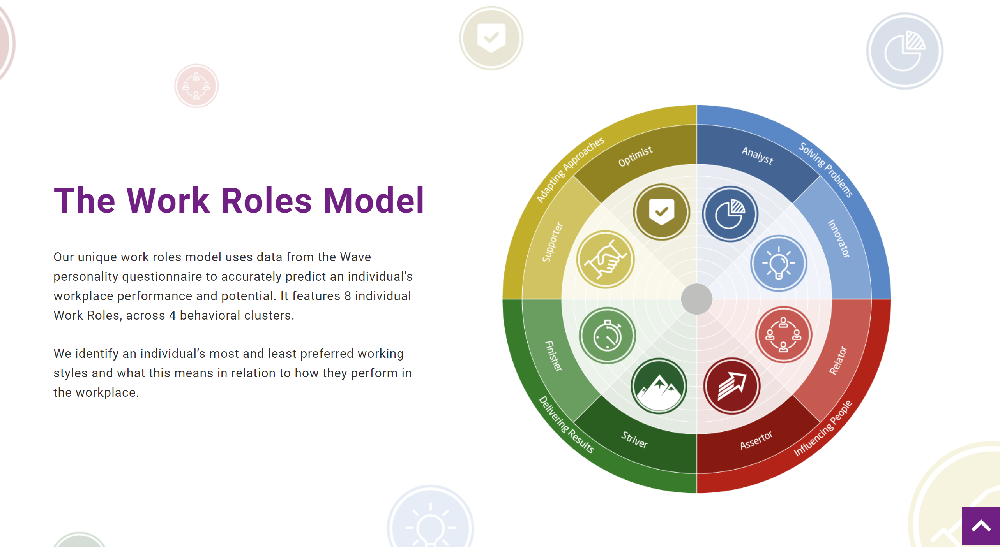 The Work Roles Model
Our unique work roles model uses data from the Wave
personality questionnaire to accurately predict an individual’s
workplace performance and potential. It features 8 individual
Work Roles, across 4 behavioral clusters.
We identify an individual’s most and least preferred working
styles and what this means in relation to how they perform in
the workplace.
Adapting Approaches
Solving Problems
Optimist
Analyst
Supporter
Innovator
Finisher
Relator
Striver
Assertor
Delivering Results
Influencing People